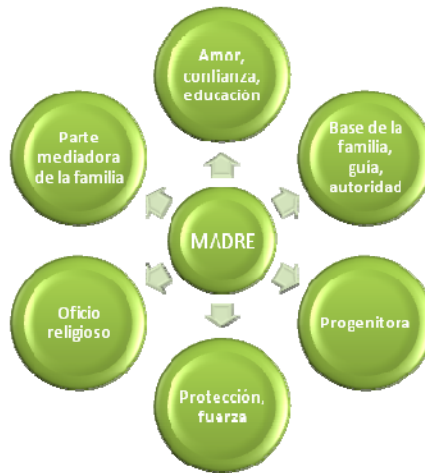 Amor,
confianza,
educación
Parte
mediadora
de la familia
Base de la
familia,
guía,
autoridad
MADRE
Oficio
religioso
Progenitora
Protección,
fuerza